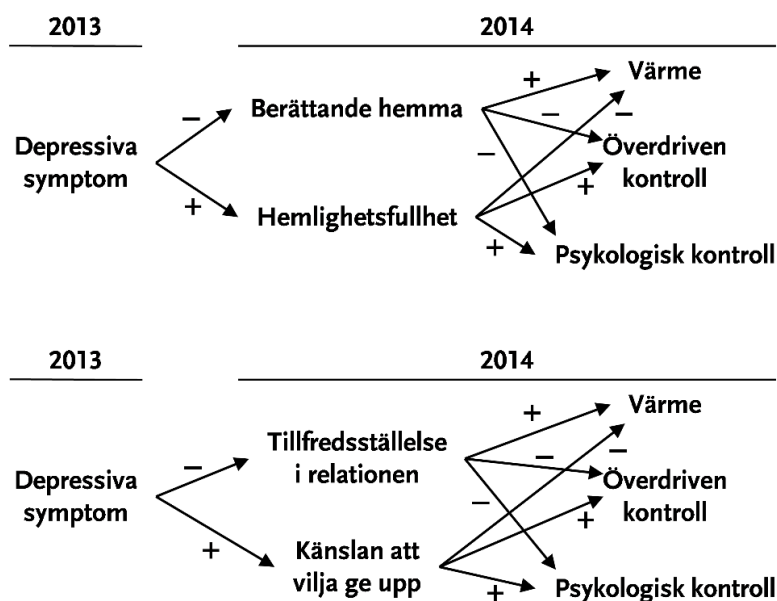 2013
2014
Värme
+
Berättande hemma
−
−
−
Depressiva
symptom
−
Överdriven
kontroll
+
+
Hemlighetsfullhet
+
Psykologisk kontroll
2013
2014
Värme
+
Tillfredsställelse
i relationen
−
−
−
Depressiva
symptom
−
Överdriven
kontroll
+
+
Känslan att
vilja ge upp
+
Psykologisk kontroll